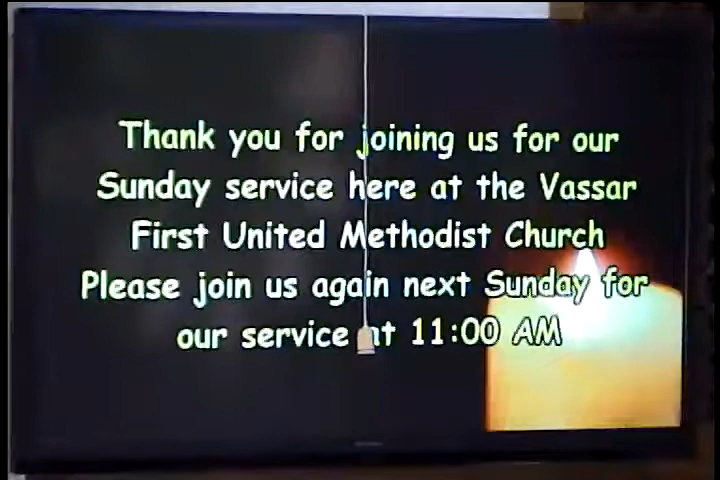 Thank you for joining us for our
Sunday service here at the Vassar
First United Methodist Church
Please join us again next Sunday for
our service at 11:00 AM